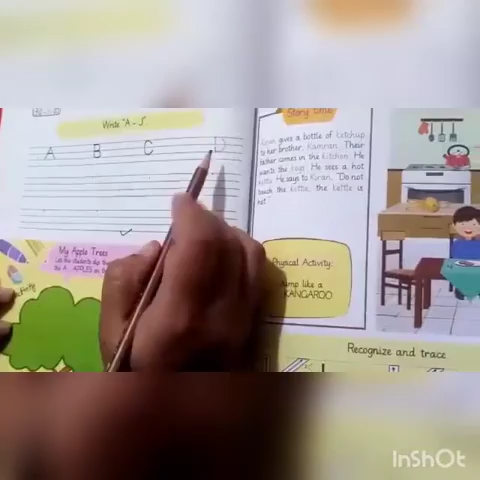 Write "A - J".
A B C D
My Apple Trees
Story time
Kiran gives a bottle of ketchup
to her brother, Kamran. Their
father comes in the kitchen. He
wants the keys. He sees a hot
kettle. He says to Kiran, "Do not
touch the kettle, the kettle is
hot."
Physical Activity:
Jump like a
KANGAROO
Recognize and trace
InShOt